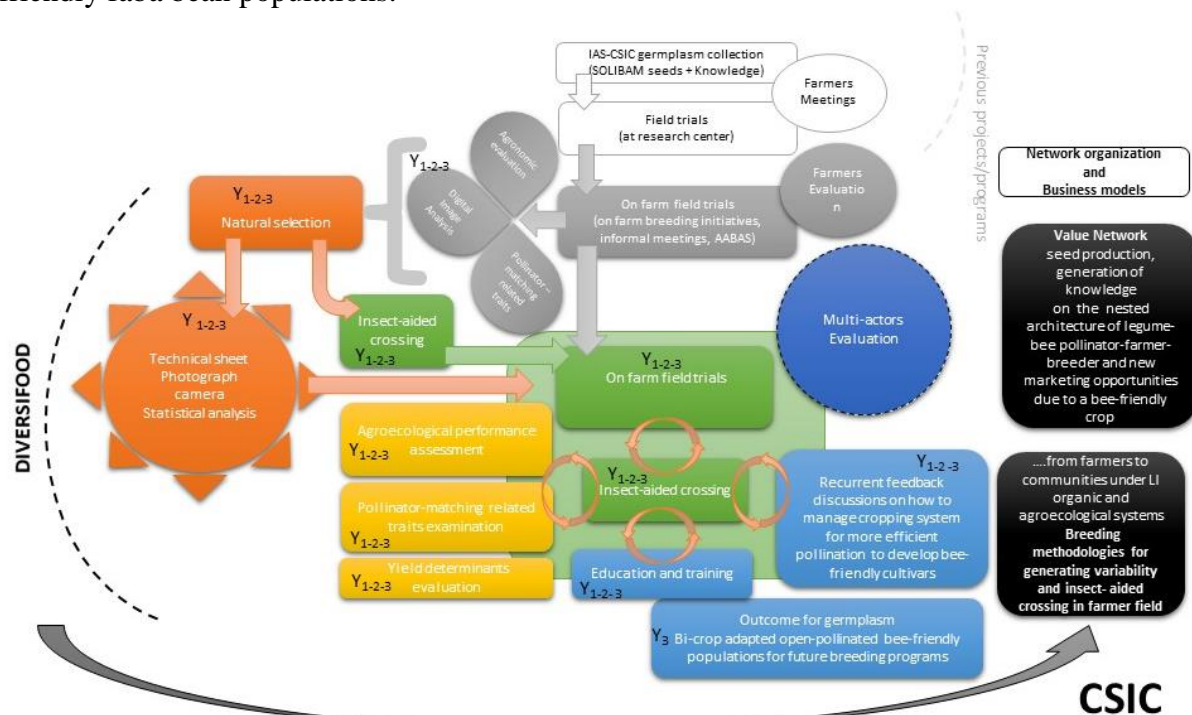 friendly faba bean populations.
IAS-CSIC germplasm collection
(SOLIBAM seeds + Knowledge)
Farmers
Meetings
Previous projects/programs
Field trials
(at research center)
Network organization
and
Business models
Agronomic
evaluation
Y1-2-3
Digital
Image
Analysis
Pollinator –
matching
related
traits
Farmers
Evaluatio
n
On farm field trials
(on farm breeding initiatives,
informal meetings, AABAS)
Y1-2-3
Natural selection
Value Network
seed production,
generation of
knowledge
on the nested
architecture of legume-
bee pollinator-farmer-
breeder and new
marketing opportunities
due to a bee-friendly
crop
Multi-actors
Evaluation
Insect-aided
crossing
Y1-2-3
Y1-2-3
On farm field trials
Y 1-2-3
Technical sheet
Photograph
camera
Statistical analysis
DIVERSIFOOD
Agroecological performance
assessment
Y1-2-3
Y1-2-3
Insect-aided crossing
Pollinator-matching related
traits examination
Y1-2-3
Yield determinants
evaluation
Y1-2-3
Education and training
Y1-2-3
Y1-2-3
Recurrent feedback
discussions on how to
manage cropping system
for more efficient
pollination to develop bee-
friendly cultivars
....from farmers to
communities under LI
organic and
agroecological systems
Breeding
methodologies for
generating variability
and insect- aided
crossing in farmer field
Outcome for germplasm
Y3 Bi-crop adapted open-pollinated bee-friendly
populations for future breeding programs
CSIC